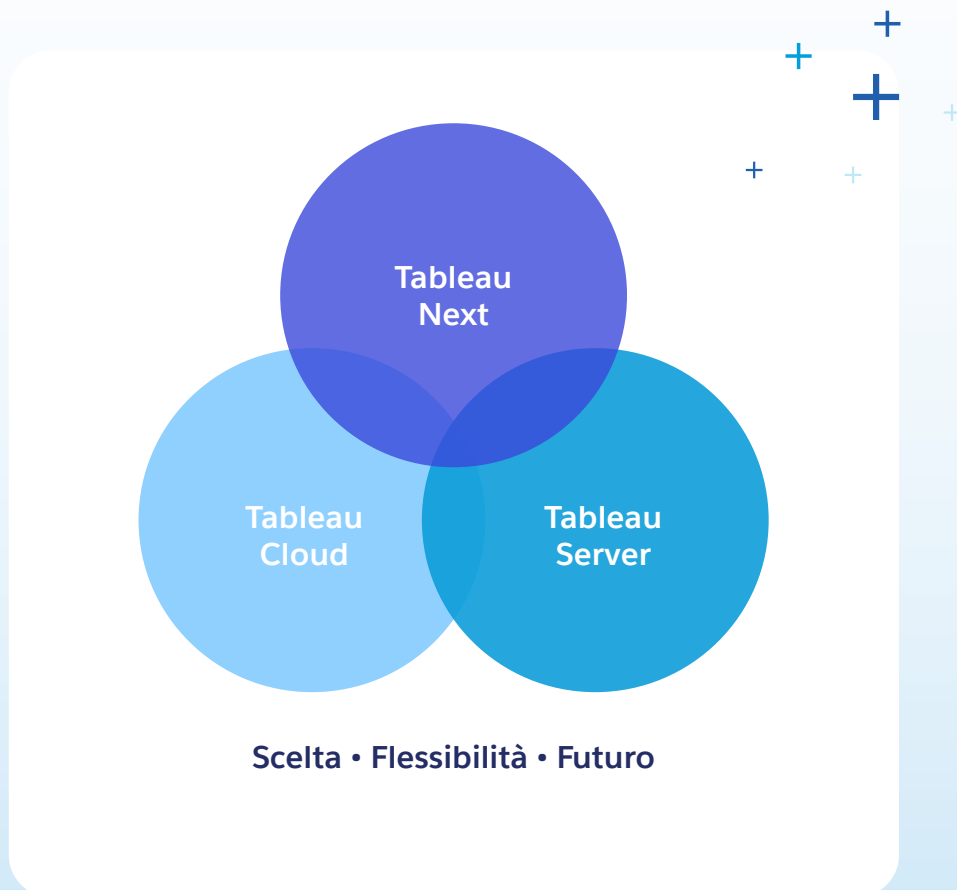 Tableau
Next
Tableau
Cloud
Tableau
Server
Scelta • Flessibilità • Futuro